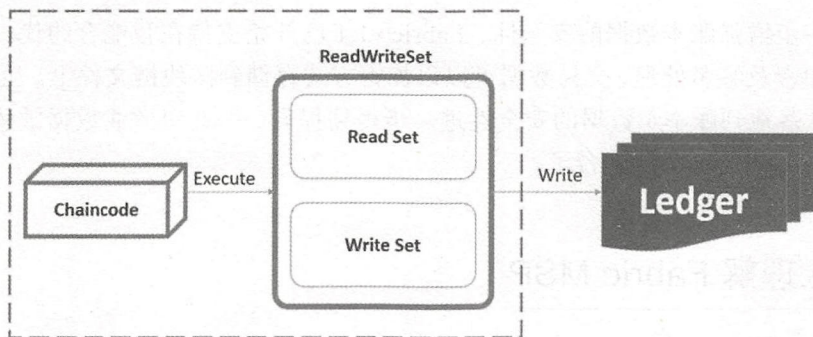 ReadWriteSet
Read Set
Chaincode
Execute
Write
Ledger
Write Set